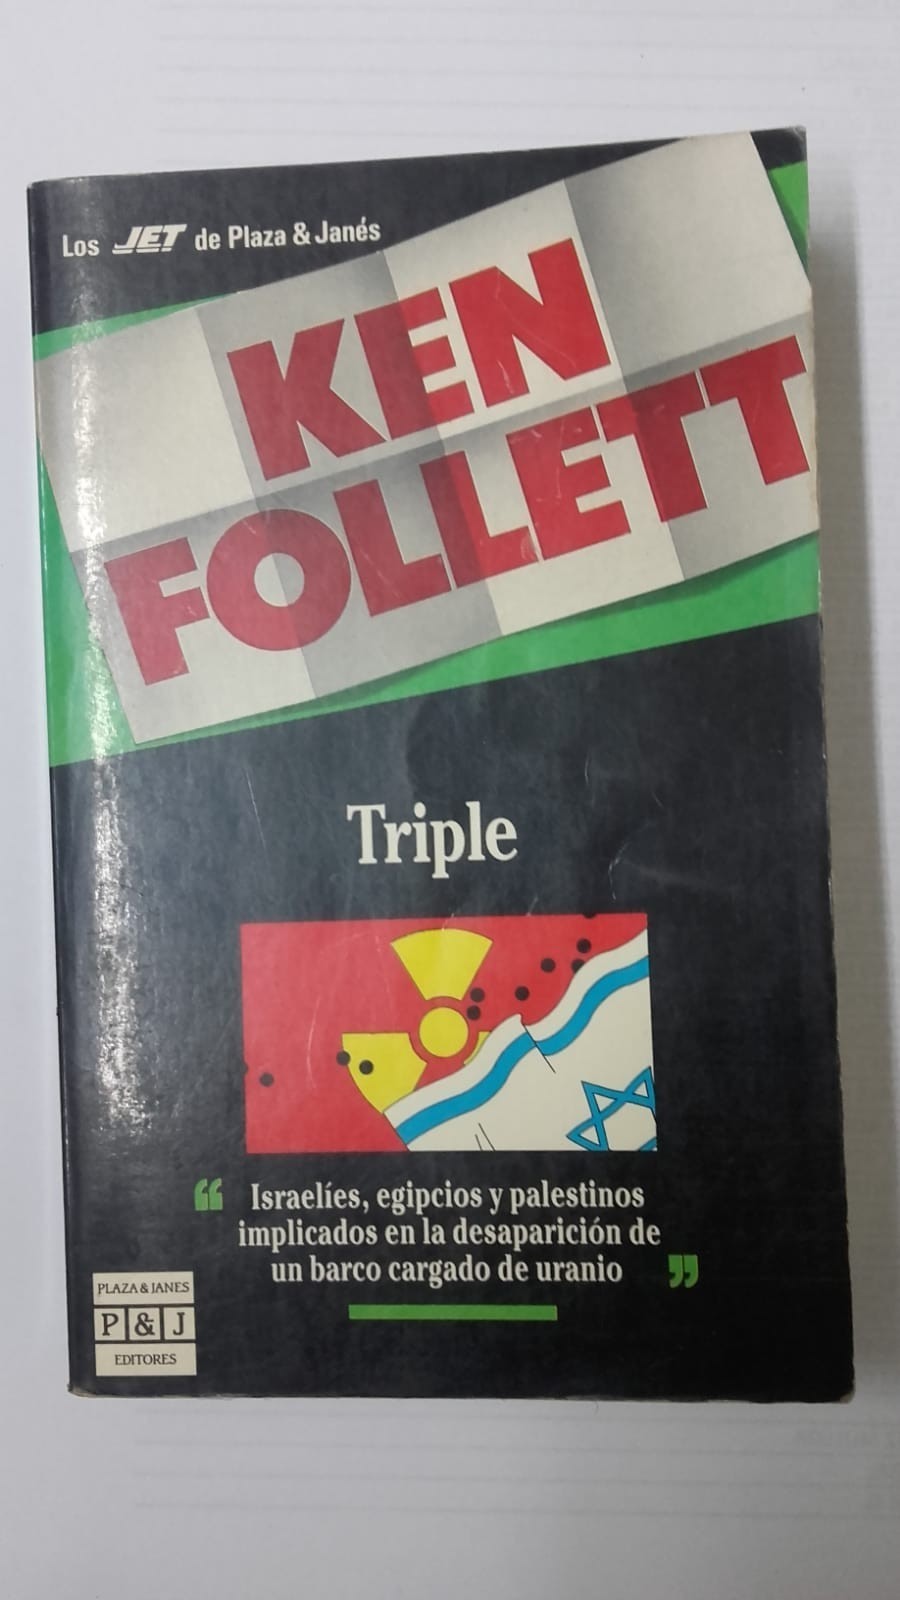 Los JET de Plaza & Janés
KEN
FOLLETT
Triple
“ Israelíes, egipcios y palestinos
implicados en la desaparición de
un barco cargado de uranio ”
PLAZA & JANES
P & J
EDITORES